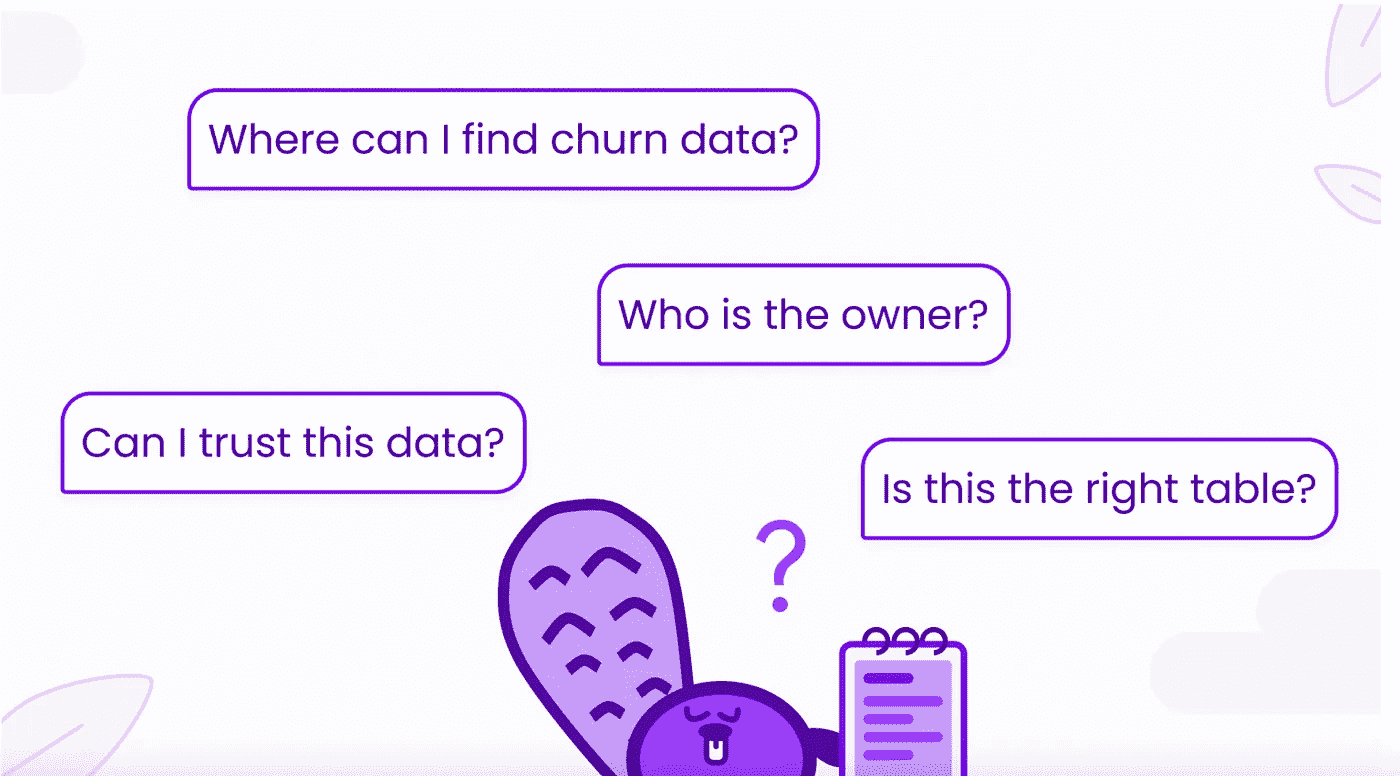 Where can I find churn data?
Who is the owner?
Can I trust this data?
Is this the right table?
?